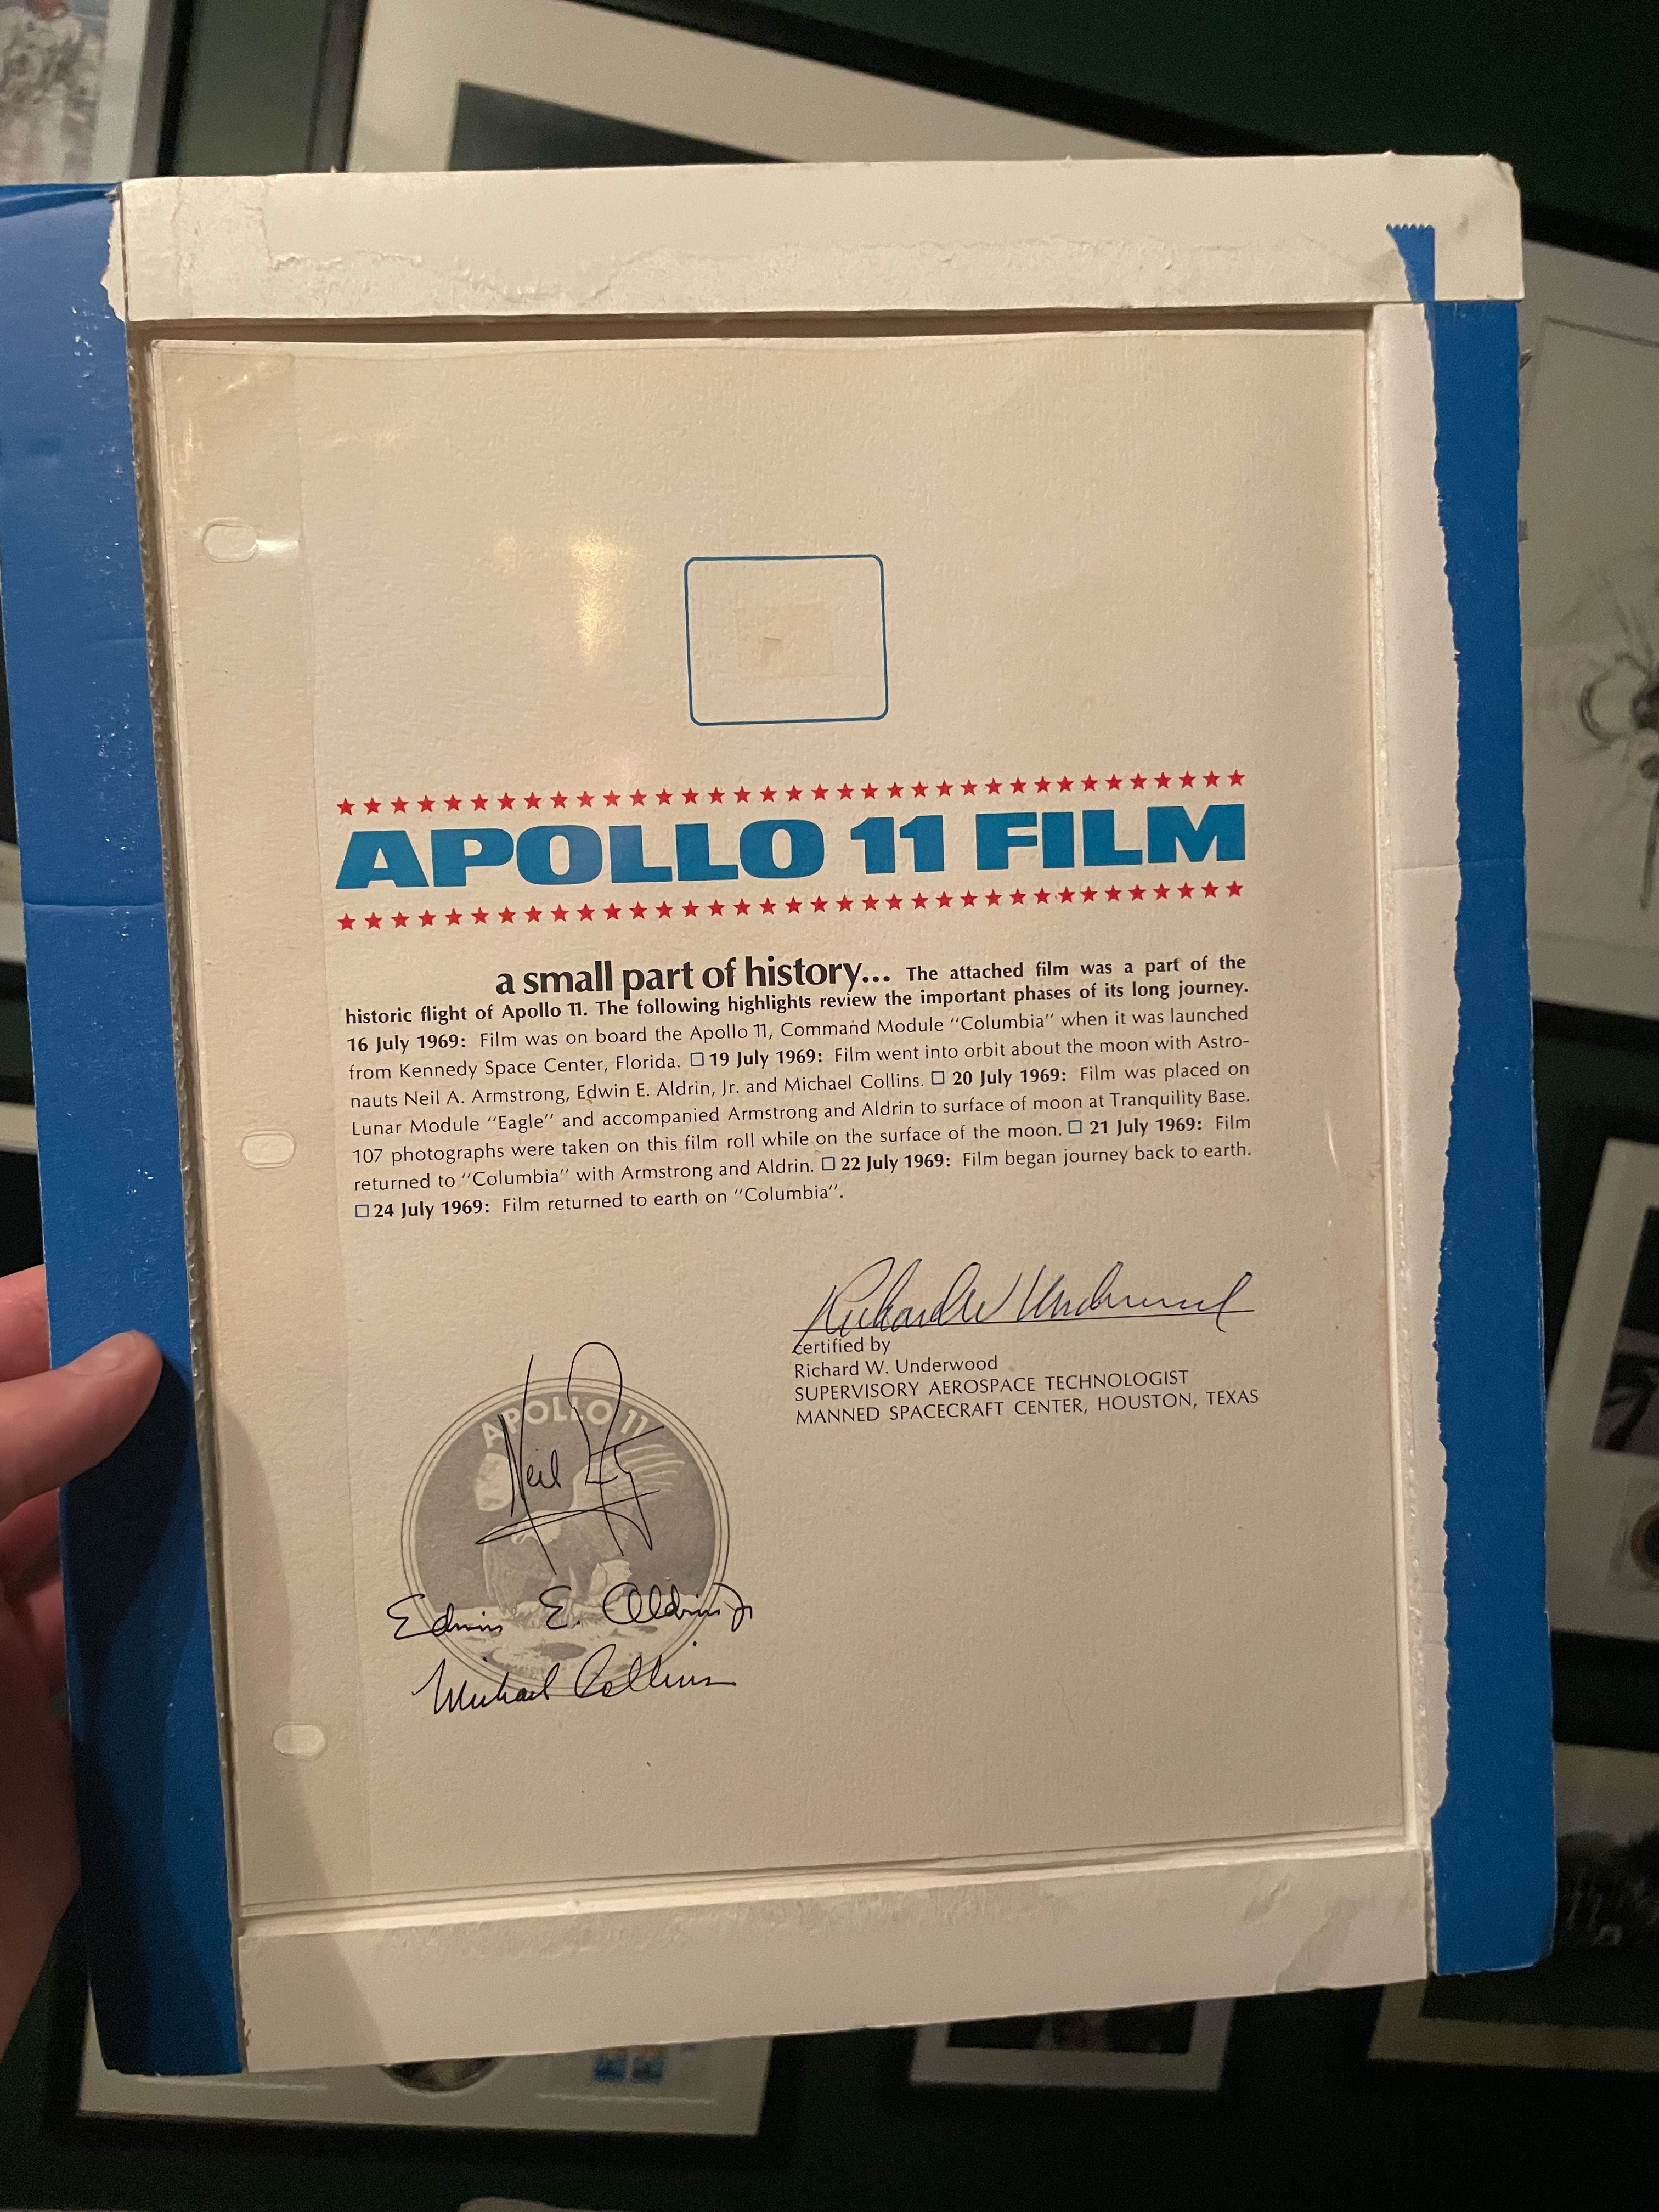 APOLLO 11 FILM
a small part of history... The attached film was a part of the
historic flight of Apollo 11. The following highlights review the important phases of its long journey.
16 July 1969: Film was on board the Apollo 11, Command Module “Columbia” when it was launched
from Kennedy Space Center, Florida. □ 19 July 1969: Film went into orbit about the moon with Astro-
nauts Neil A. Armstrong, Edwin E. Aldrin, Jr. and Michael Collins. □ 20 July 1969: Film was placed on
Lunar Module “Eagle” and accompanied Armstrong and Aldrin to surface of moon at Tranquility Base.
107 photographs were taken on this film roll while on the surface of the moon. □ 21 July 1969: Film
returned to “Columbia” with Armstrong and Aldrin. □ 22 July 1969: Film began journey back to earth.
□ 24 July 1969: Film returned to earth on “Columbia”.
Richard W Underwood
certified by
Richard W. Underwood
SUPERVISORY AEROSPACE TECHNOLOGIST
MANNED SPACECRAFT CENTER, HOUSTON, TEXAS
APOLLO 11
Neil
Edwin E. Aldrin Jr
Michael Collins